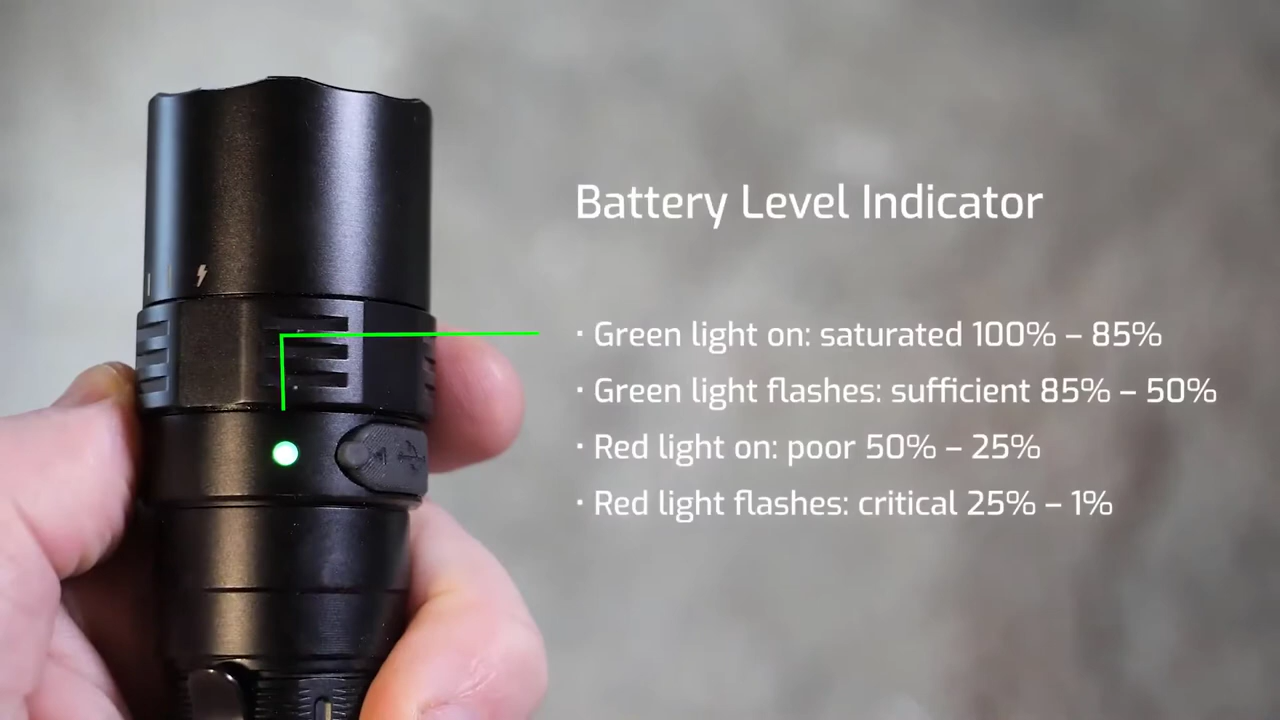 Battery Level Indicator
· Green light on: saturated 100% – 85%
· Green light flashes: sufficient 85% – 50%
· Red light on: poor 50% – 25%
· Red light flashes: critical 25% – 1%